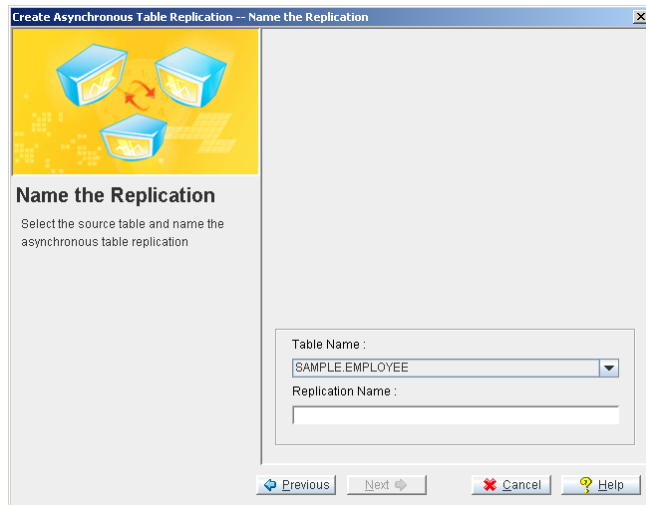 Create Asynchronous Table Replication -- Name the Replication
Name the Replication
Select the source table and name the
asynchronous table replication
Table Name :
SAMPLE.EMPLOYEE
Replication Name :
Previous
Next
Cancel
Help